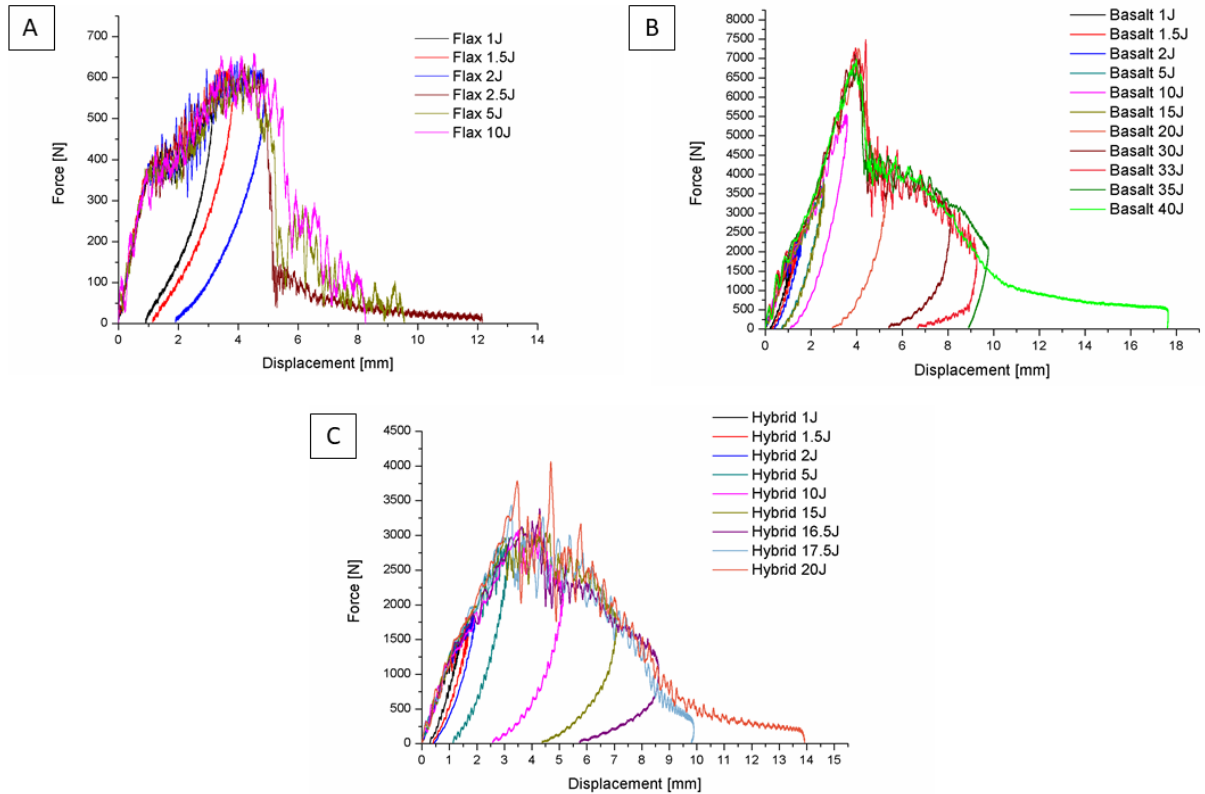 A
700
600
500
400
300
200
100
0
Force [N]
0 2 4 6 8 10 12 14
Displacement [mm]
Flax 1J
Flax 1.5J
Flax 2J
Flax 2.5J
Flax 5J
Flax 10J
B
8000
7500
7000
6500
6000
5500
5000
4500
4000
3500
3000
2500
2000
1500
1000
500
0
Force [N]
0 2 4 6 8 10 12 14 16 18
Displacement [mm]
Basalt 1J
Basalt 1.5J
Basalt 2J
Basalt 5J
Basalt 10J
Basalt 15J
Basalt 20J
Basalt 30J
Basalt 33J
Basalt 35J
Basalt 40J
C
4500
4000
3500
3000
2500
2000
1500
1000
500
0
Force [N]
0 1 2 3 4 5 6 7 8 9 10 11 12 13 14 15
Displacement [mm]
Hybrid 1J
Hybrid 1.5J
Hybrid 2J
Hybrid 5J
Hybrid 10J
Hybrid 15J
Hybrid 16.5J
Hybrid 17.5J
Hybrid 20J